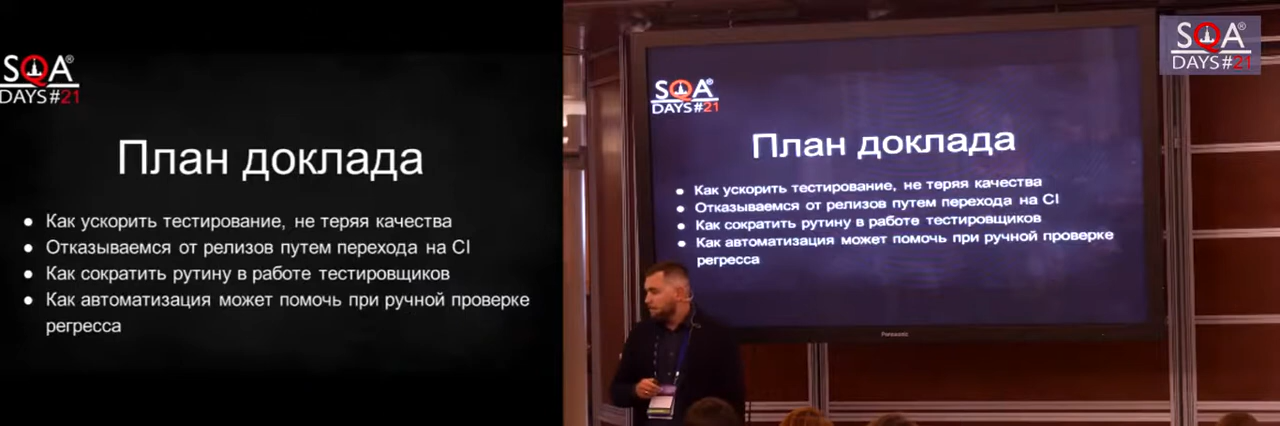 SQA®
DAYS#21
План доклада
● Как ускорить тестирование, не теряя качества
● Отказываемся от релизов путем перехода на CI
● Как сократить рутину в работе тестировщиков
● Как автоматизация может помочь при ручной проверке
регресса
SQA®
DAYS#21
План доклада
● Как ускорить тестирование, не теряя качества
● Отказываемся от релизов путем перехода на CI
● Как сократить рутину в работе тестировщиков
● Как автоматизация может помочь при ручной проверке
регресса
Panasonic
SQA®
DAYS#21